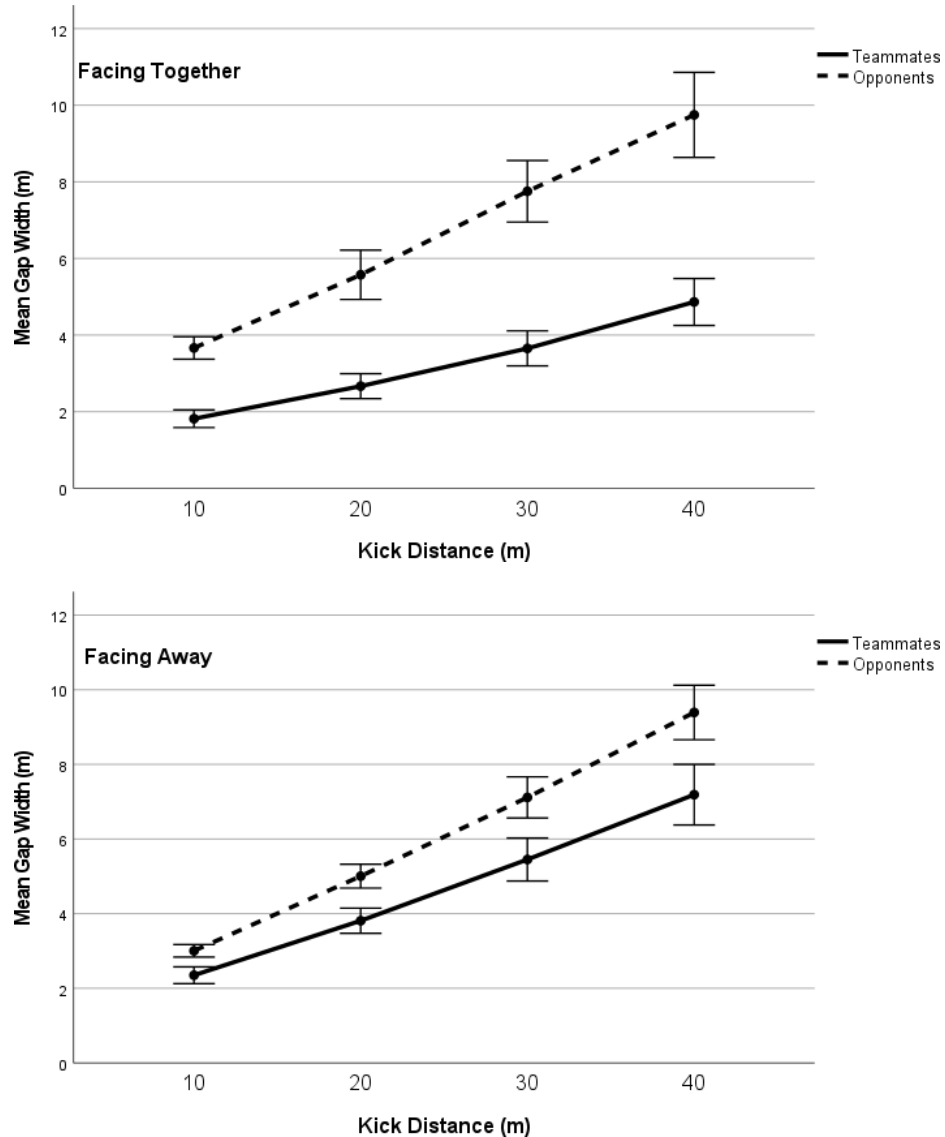 12
Teammates
Opponents
Facing Together
10
8
6
4
2
0
Mean Gap Width (m)
10 20 30 40
Kick Distance (m)
12
Teammates
Opponents
Facing Away
10
8
6
4
2
0
Mean Gap Width (m)
10 20 30 40
Kick Distance (m)